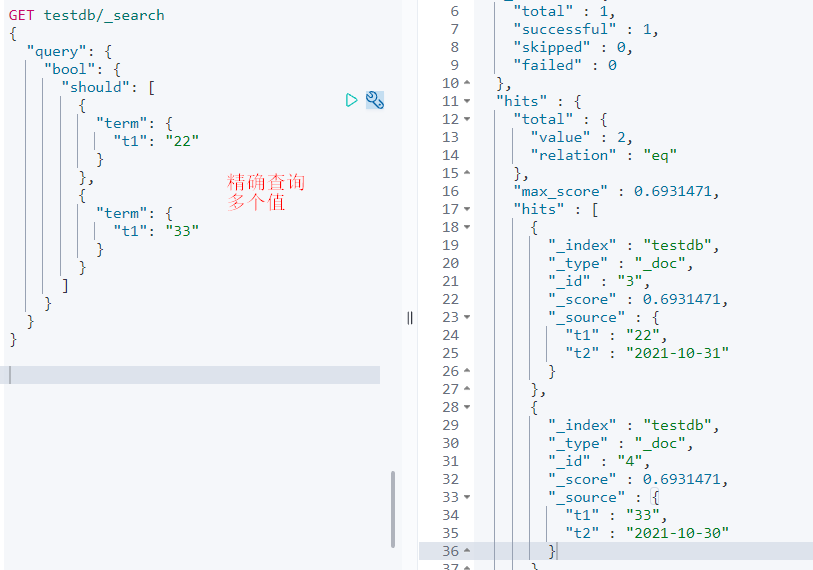 GET testdb/_search
{
  "query": {
    "bool": {
      "should": [
        {
          "term": {
            "t1": "22"
          }
        },
        {
          "term": {
            "t1": "33"
          }
        }
      ]
    }
  }
}
精确查询
多个值
6 "total" : 1,
7 "successful" : 1,
8 "skipped" : 0,
9 "failed" : 0
10 },
11 "hits" : {
12 "total" : {
13 "value" : 2,
14 "relation" : "eq"
15 },
16 "max_score" : 0.6931471,
17 "hits" : [
18 {
19 "_index" : "testdb",
20 "_type" : "_doc",
21 "_id" : "3",
22 "_score" : 0.6931471,
23 "_source" : {
24 "t1" : "22",
25 "t2" : "2021-10-31"
26 }
27 },
28 {
29 "_index" : "testdb",
30 "_type" : "_doc",
31 "_id" : "4",
32 "_score" : 0.6931471,
33 "_source" : {
34 "t1" : "33",
35 "t2" : "2021-10-30"
36 }
37 }